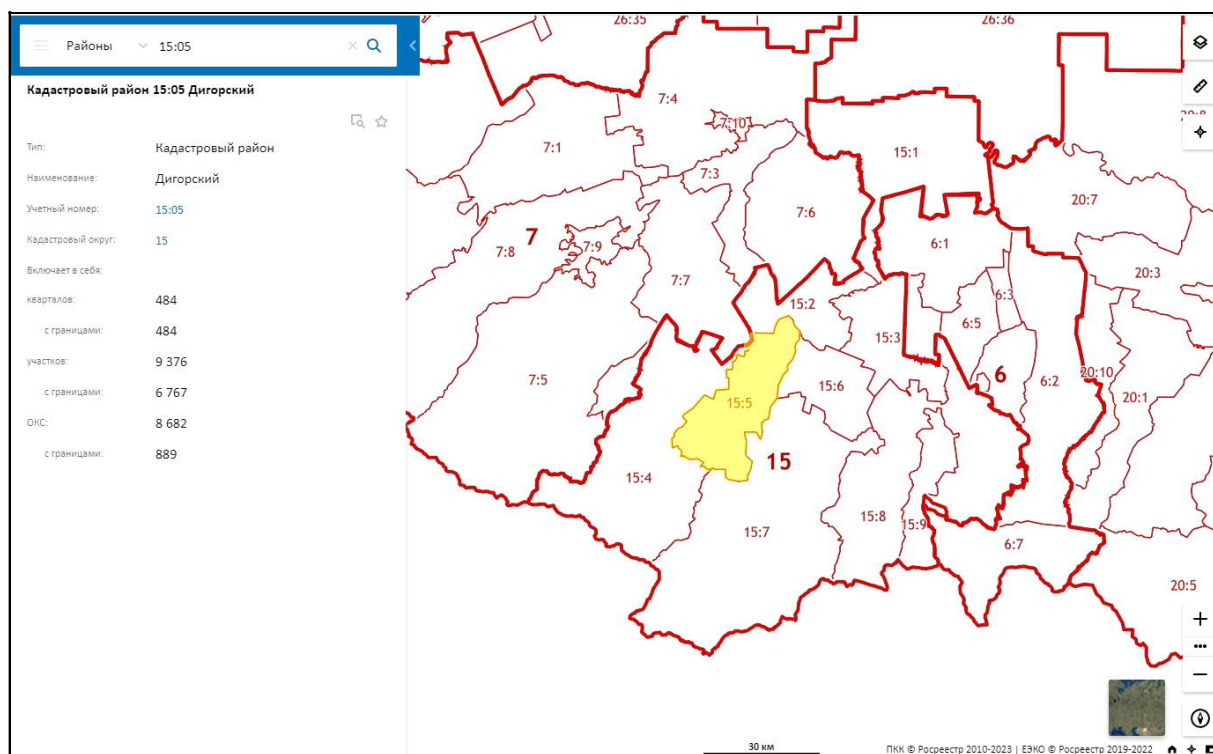 Районы
15:05
Кадастровый район 15:05 Дигорский
Тип: Кадастровый район
Наименование: Дигорский
Учетный номер: 15:05
Кадастровый округ: 15
Включает в себя:
кварталов: 484
с границами: 484
участков: 9 376
с границами: 6 767
ОКС: 8 682
с границами: 889
26:35
26:36
7:4
7:10
7:1
15:1
7:3
20:7
7:6
7
6:1
7:8
7:9
20:3
7:7
6:3
15:2
6:5
15:3
7:5
15:6
6
6:2
20:10
15:5
20:1
15
15:4
15:7
15:8
15:9
6:7
20:5
30 км
ПКК © Росреестр 2010-2023 | ЕЭКО © Росреестр 2019-2022